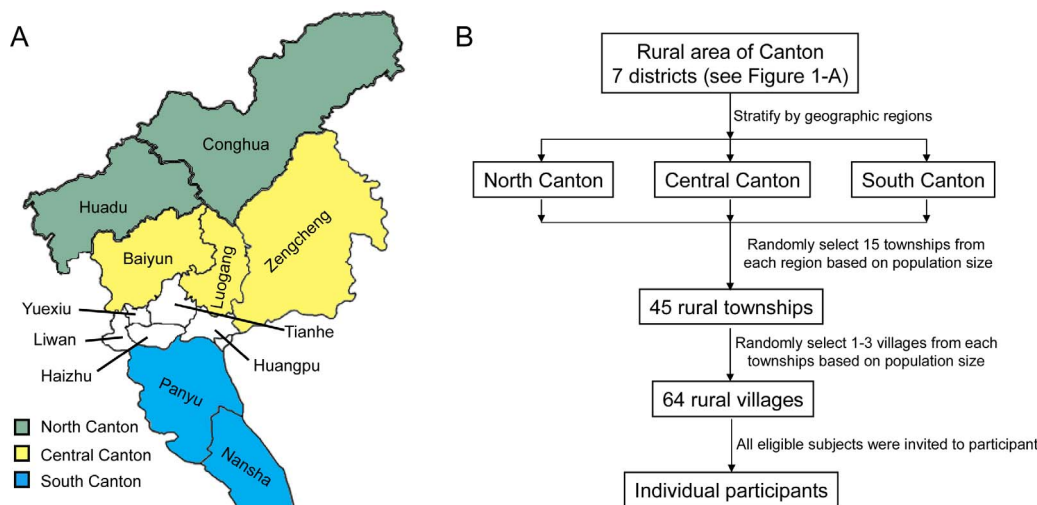 A
Conghua
Huadu
Baiyun
Luogang
Zengcheng
Yuexiu
Liwan
Haizhu
Tianhe
Huangpu
Panyu
Nansha
North Canton
Central Canton
South Canton
B
Rural area of Canton
7 districts (see Figure 1-A)
Stratify by geographic regions
North Canton
Central Canton
South Canton
Randomly select 15 townships from
each region based on population size
45 rural townships
Randomly select 1-3 villages from each
townships based on population size
64 rural villages
All eligible subjects were invited to participant
Individual participants